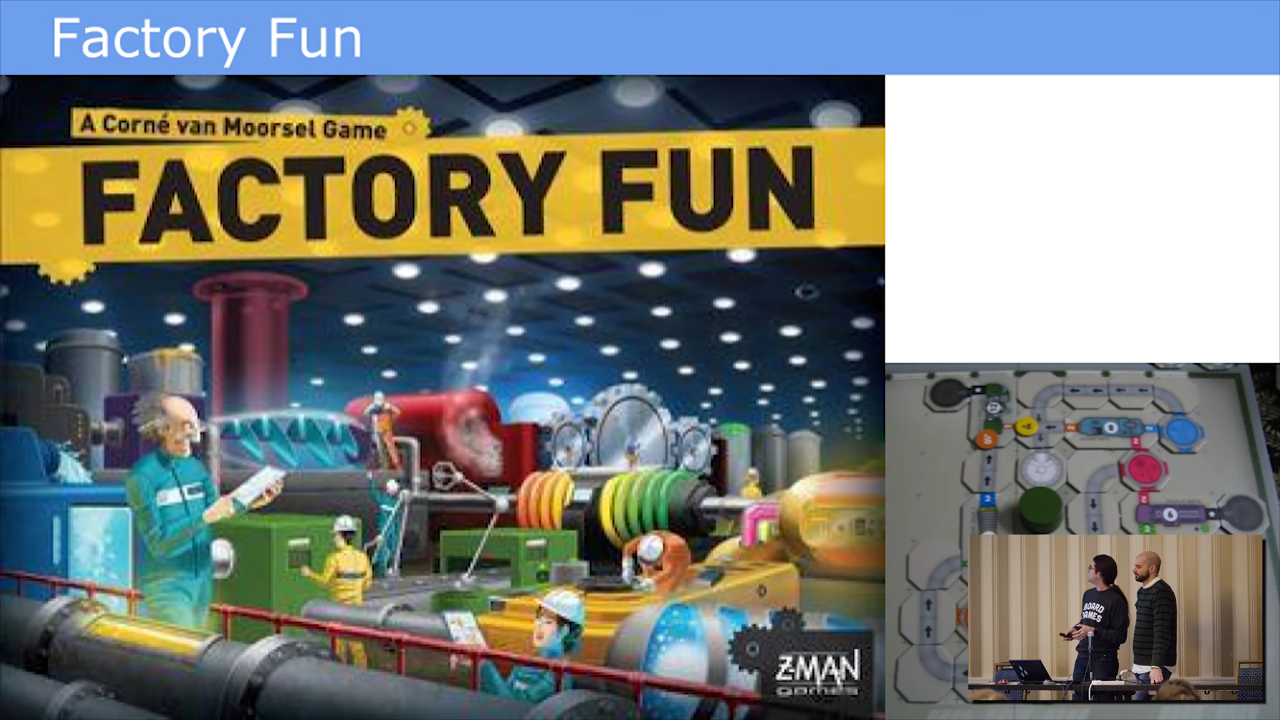 Factory Fun
A Corné van Moorsel Game
FACTORY FUN
Z-MAN
games
BOARD
GAMES